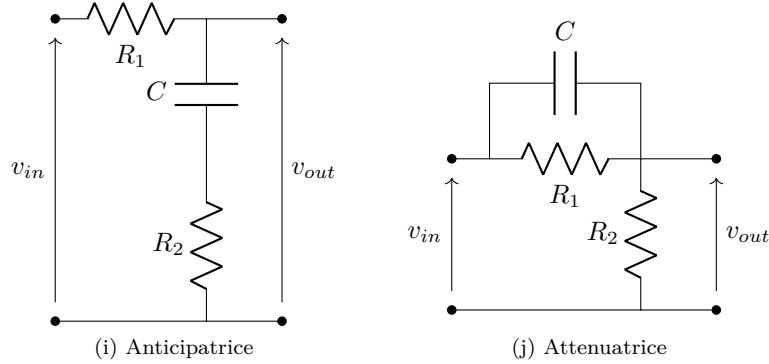 R1
C
vin
vout
R2
(i) Anticipatrice
C
R1
vin
R2
vout
(j) Attenuatrice